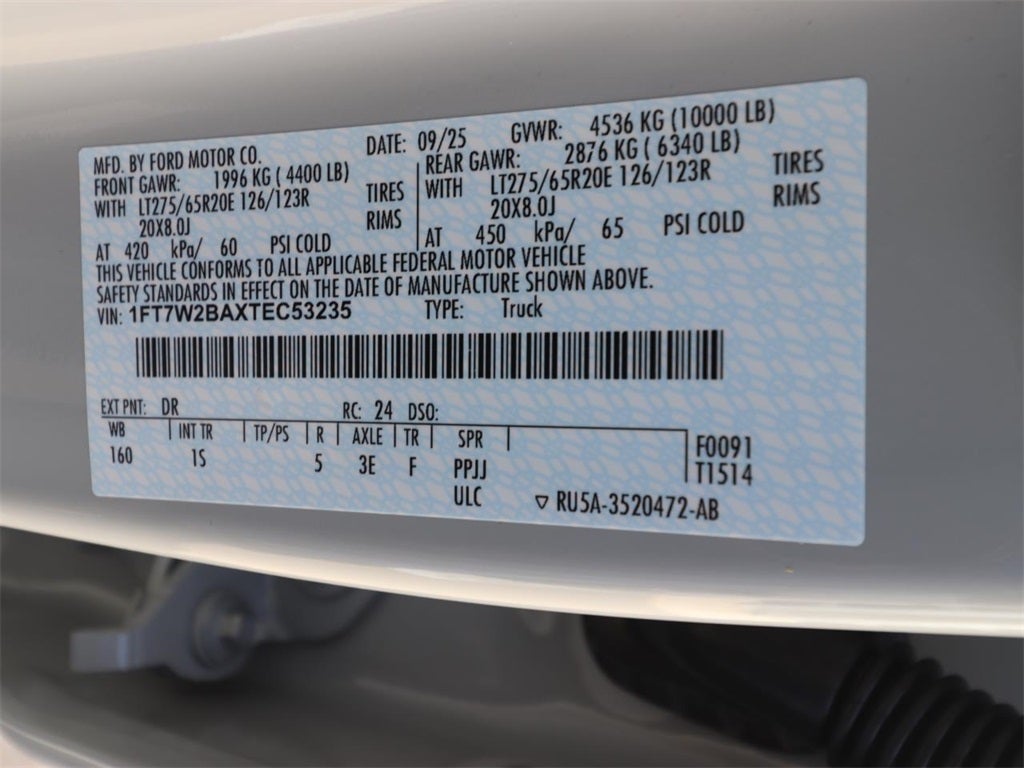 MFD. BY FORD MOTOR CO. DATE: 09/25 GVWR: 4536 KG (10000 LB)
FRONT GAWR: 1996 KG ( 4400 LB) REAR GAWR: 2876 KG ( 6340 LB)
WITH LT275/65R20E 126/123R TIRES WITH LT275/65R20E 126/123R TIRES
20X8.0J RIMS 20X8.0J RIMS
AT 420 kPa/ 60 PSI COLD AT 450 kPa/ 65 PSI COLD
THIS VEHICLE CONFORMS TO ALL APPLICABLE FEDERAL MOTOR VEHICLE
SAFETY STANDARDS IN EFFECT ON THE DATE OF MANUFACTURE SHOWN ABOVE.
VIN: 1FT7W2BAXTEC53235 TYPE: Truck
EXT PNT: DR RC: 24 DSO:
WB INT TR TP/PS R AXLE TR SPR F0091
160 1S 5 3E F PPJJ T1514
ULC ▽ RU5A-3520472-AB